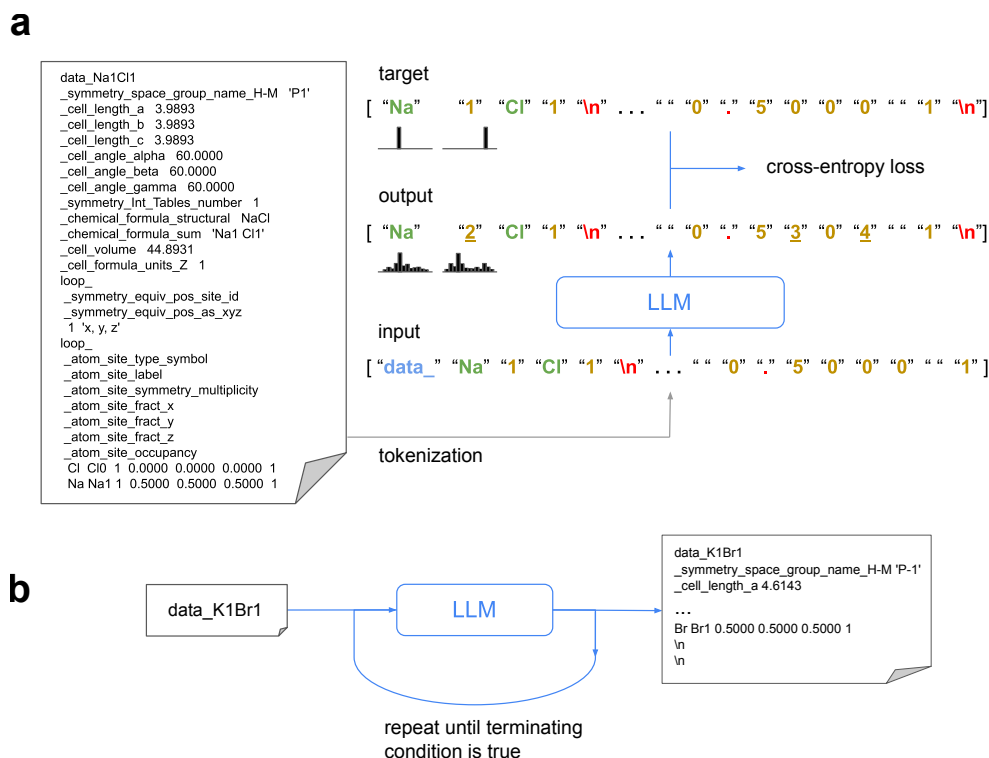 a
data_Na1Cl1
_symmetry_space_group_name_H-M 'P1'
_cell_length_a 3.9893
_cell_length_b 3.9893
_cell_length_c 3.9893
_cell_angle_alpha 60.0000
_cell_angle_beta 60.0000
_cell_angle_gamma 60.0000
_symmetry_Int_Tables_number 1
_chemical_formula_structural NaCl
_chemical_formula_sum 'Na1 Cl1'
_cell_volume 44.8931
_cell_formula_units_Z 1
loop_
_symmetry_equiv_pos_site_id
_symmetry_equiv_pos_as_xyz
1 'x, y, z'
loop_
_atom_site_type_symbol
_atom_site_label
_atom_site_symmetry_multiplicity
_atom_site_fract_x
_atom_site_fract_y
_atom_site_fract_z
_atom_site_occupancy
Cl Cl0 1 0.0000 0.0000 0.0000 1
Na Na1 1 0.5000 0.5000 0.5000 1
target
[ “Na” “1” “Cl” “1” “\n” ... “ “ “0” “.” “5” “0” “0” “0” “ “ “1” “\n”]
cross-entropy loss
output
[ “Na” “2” “Cl” “1” “\n” ... “ “ “0” “.” “5” “3” “0” “4” “ “ “1” “\n”]
LLM
input
[ “data_” “Na” “1” “Cl” “1” “\n” ... “ “ “0” “.” “5” “0” “0” “0” “ “ “1”]
tokenization
b
data_K1Br1
LLM
repeat until terminating
condition is true
data_K1Br1
_symmetry_space_group_name_H-M 'P-1'
_cell_length_a 4.6143
...
Br Br1 0.5000 0.5000 0.5000 1
\n
\n